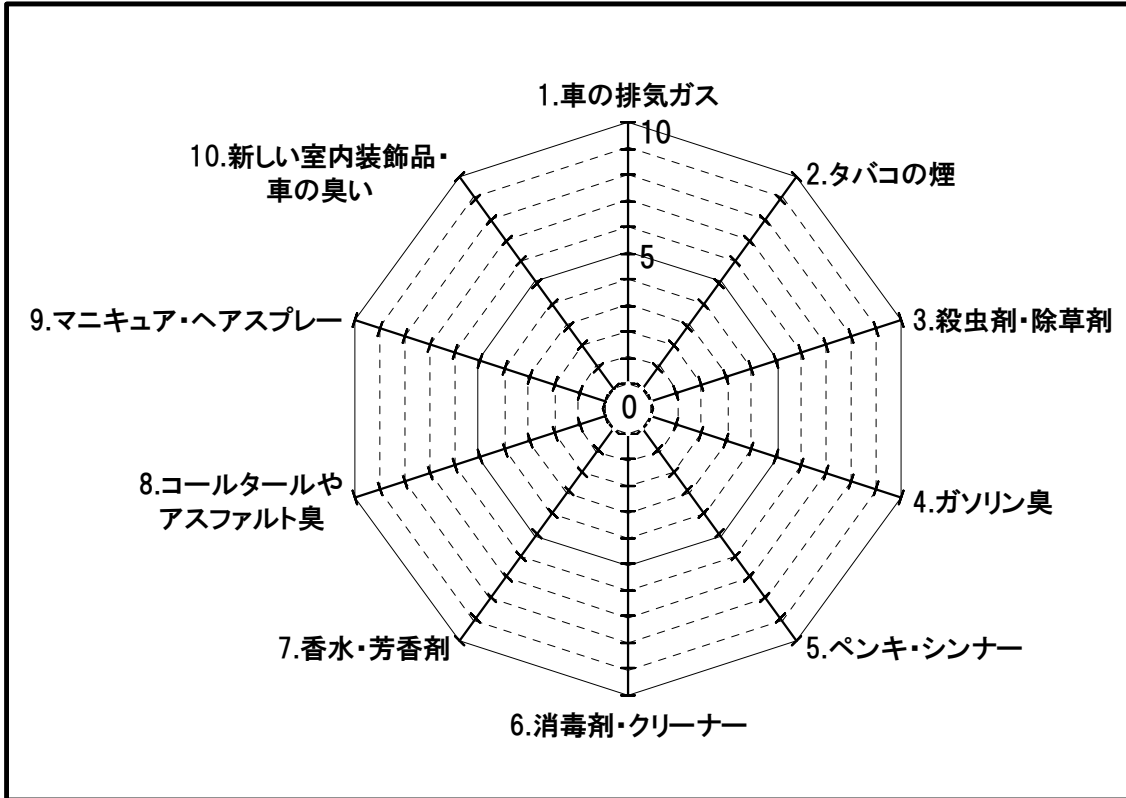 1.車の排気ガス
10
2.タバコの煙
3.殺虫剤・除草剤
4.ガソリン臭
5.ペンキ・シンナー
6.消毒剤・クリーナー
7.香水・芳香剤
8.コールタールや
アスファルト臭
9.マニキュア・ヘアスプレー
10.新しい室内装飾品・
車の臭い
5
0